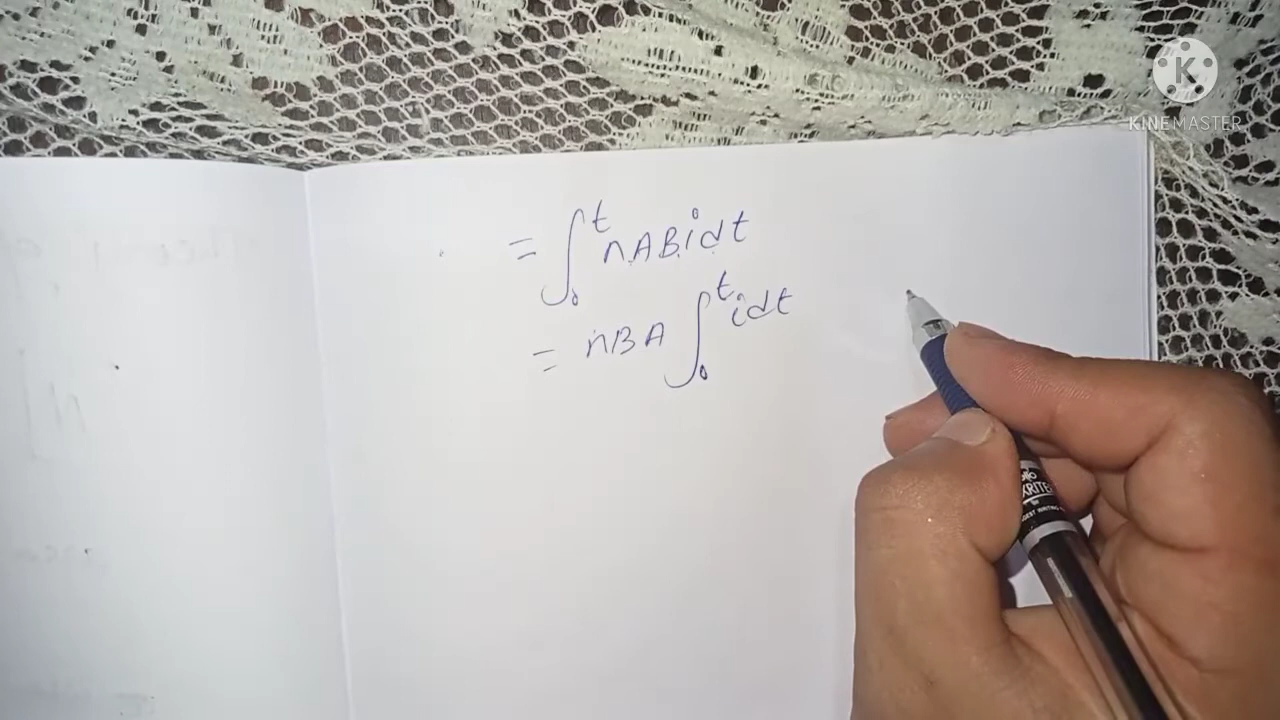 = ∫₀ᵗ nABidt
= nBA ∫₀ᵗ idt
K
KINEMASTER